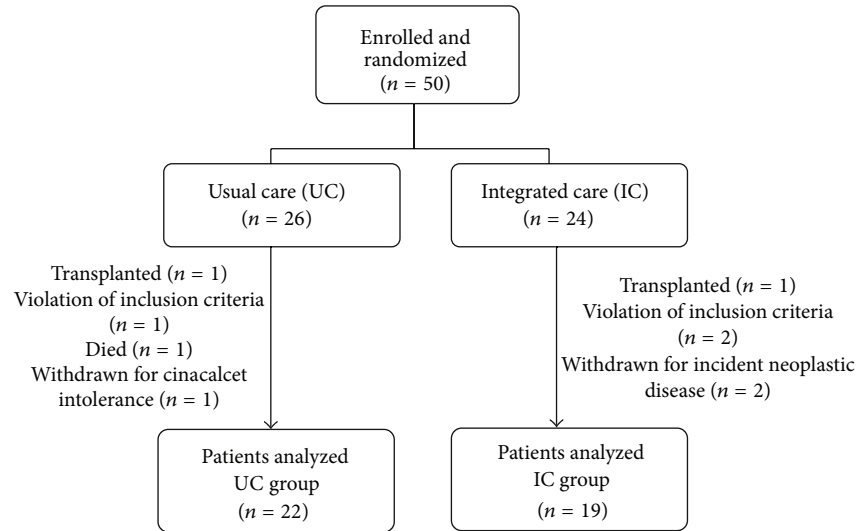 Enrolled and
randomized
(n = 50)
Usual care (UC)
(n = 26)
Integrated care (IC)
(n = 24)
Transplanted (n = 1)
Violation of inclusion criteria
(n = 1)
Died (n = 1)
Withdrawn for cinacalcet
intolerance (n = 1)
Transplanted (n = 1)
Violation of inclusion criteria
(n = 2)
Withdrawn for incident neoplastic
disease (n = 2)
Patients analyzed
UC group
(n = 22)
Patients analyzed
IC group
(n = 19)